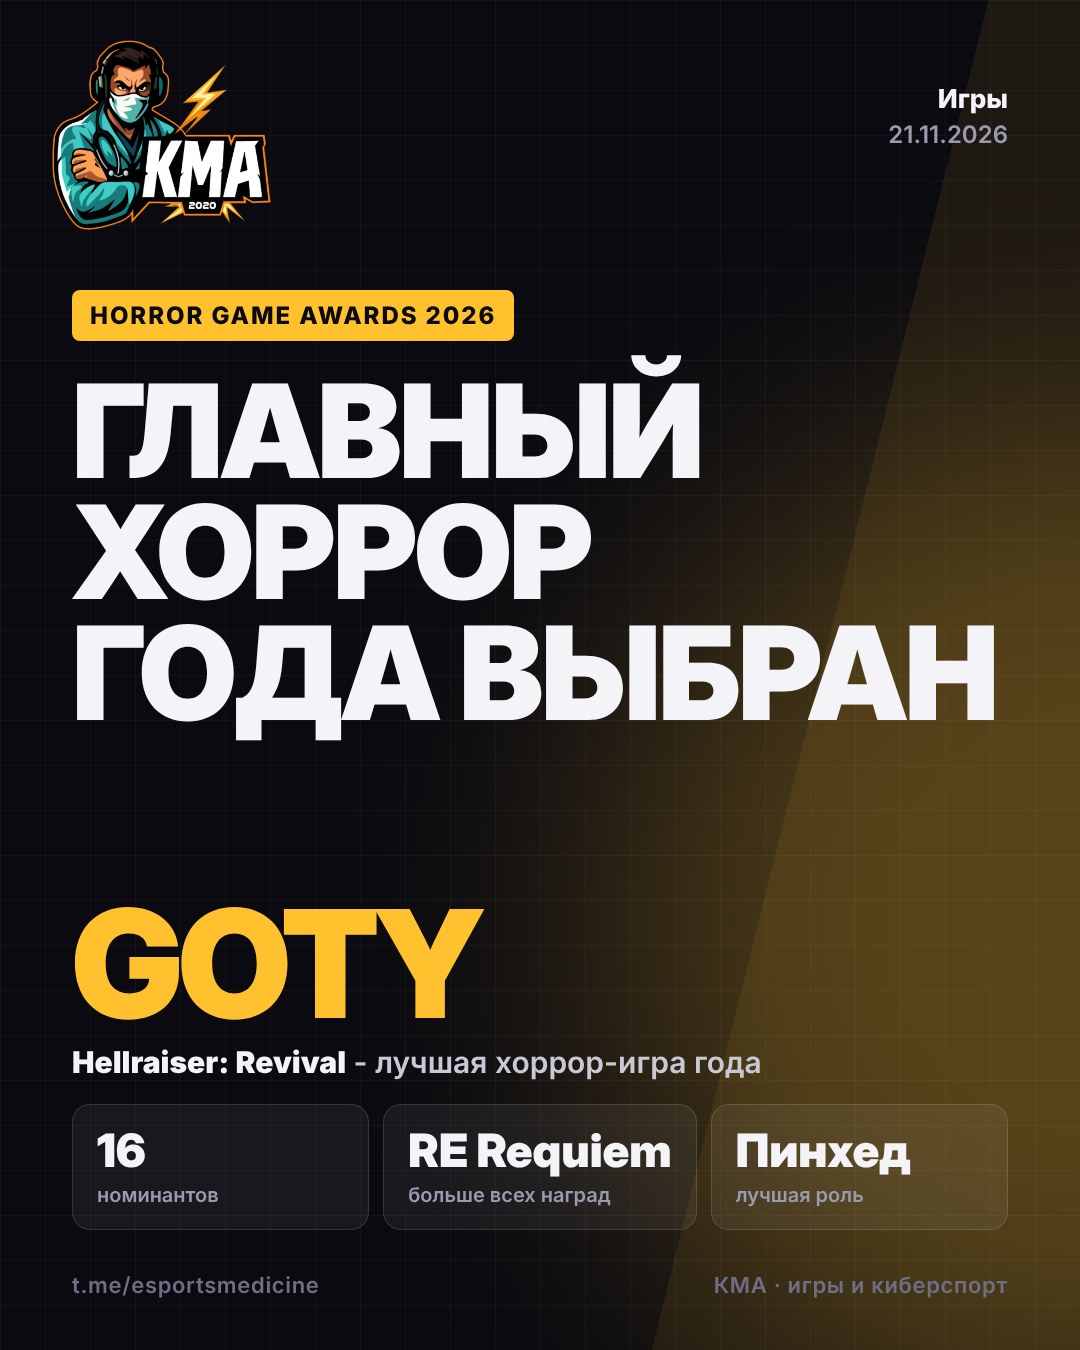 KMA
2020
Игры
21.11.2026
HORROR GAME AWARDS 2026
ГЛАВНЫЙ
ХОРРОР
ГОДА ВЫБРАН
GOTY
Hellraiser: Revival - лучшая хоррор-игра года
16
номинантов
RE Requiem
больше всех наград
Пинхед
лучшая роль
t.me/esportsmedicine
КМА · игры и киберспорт